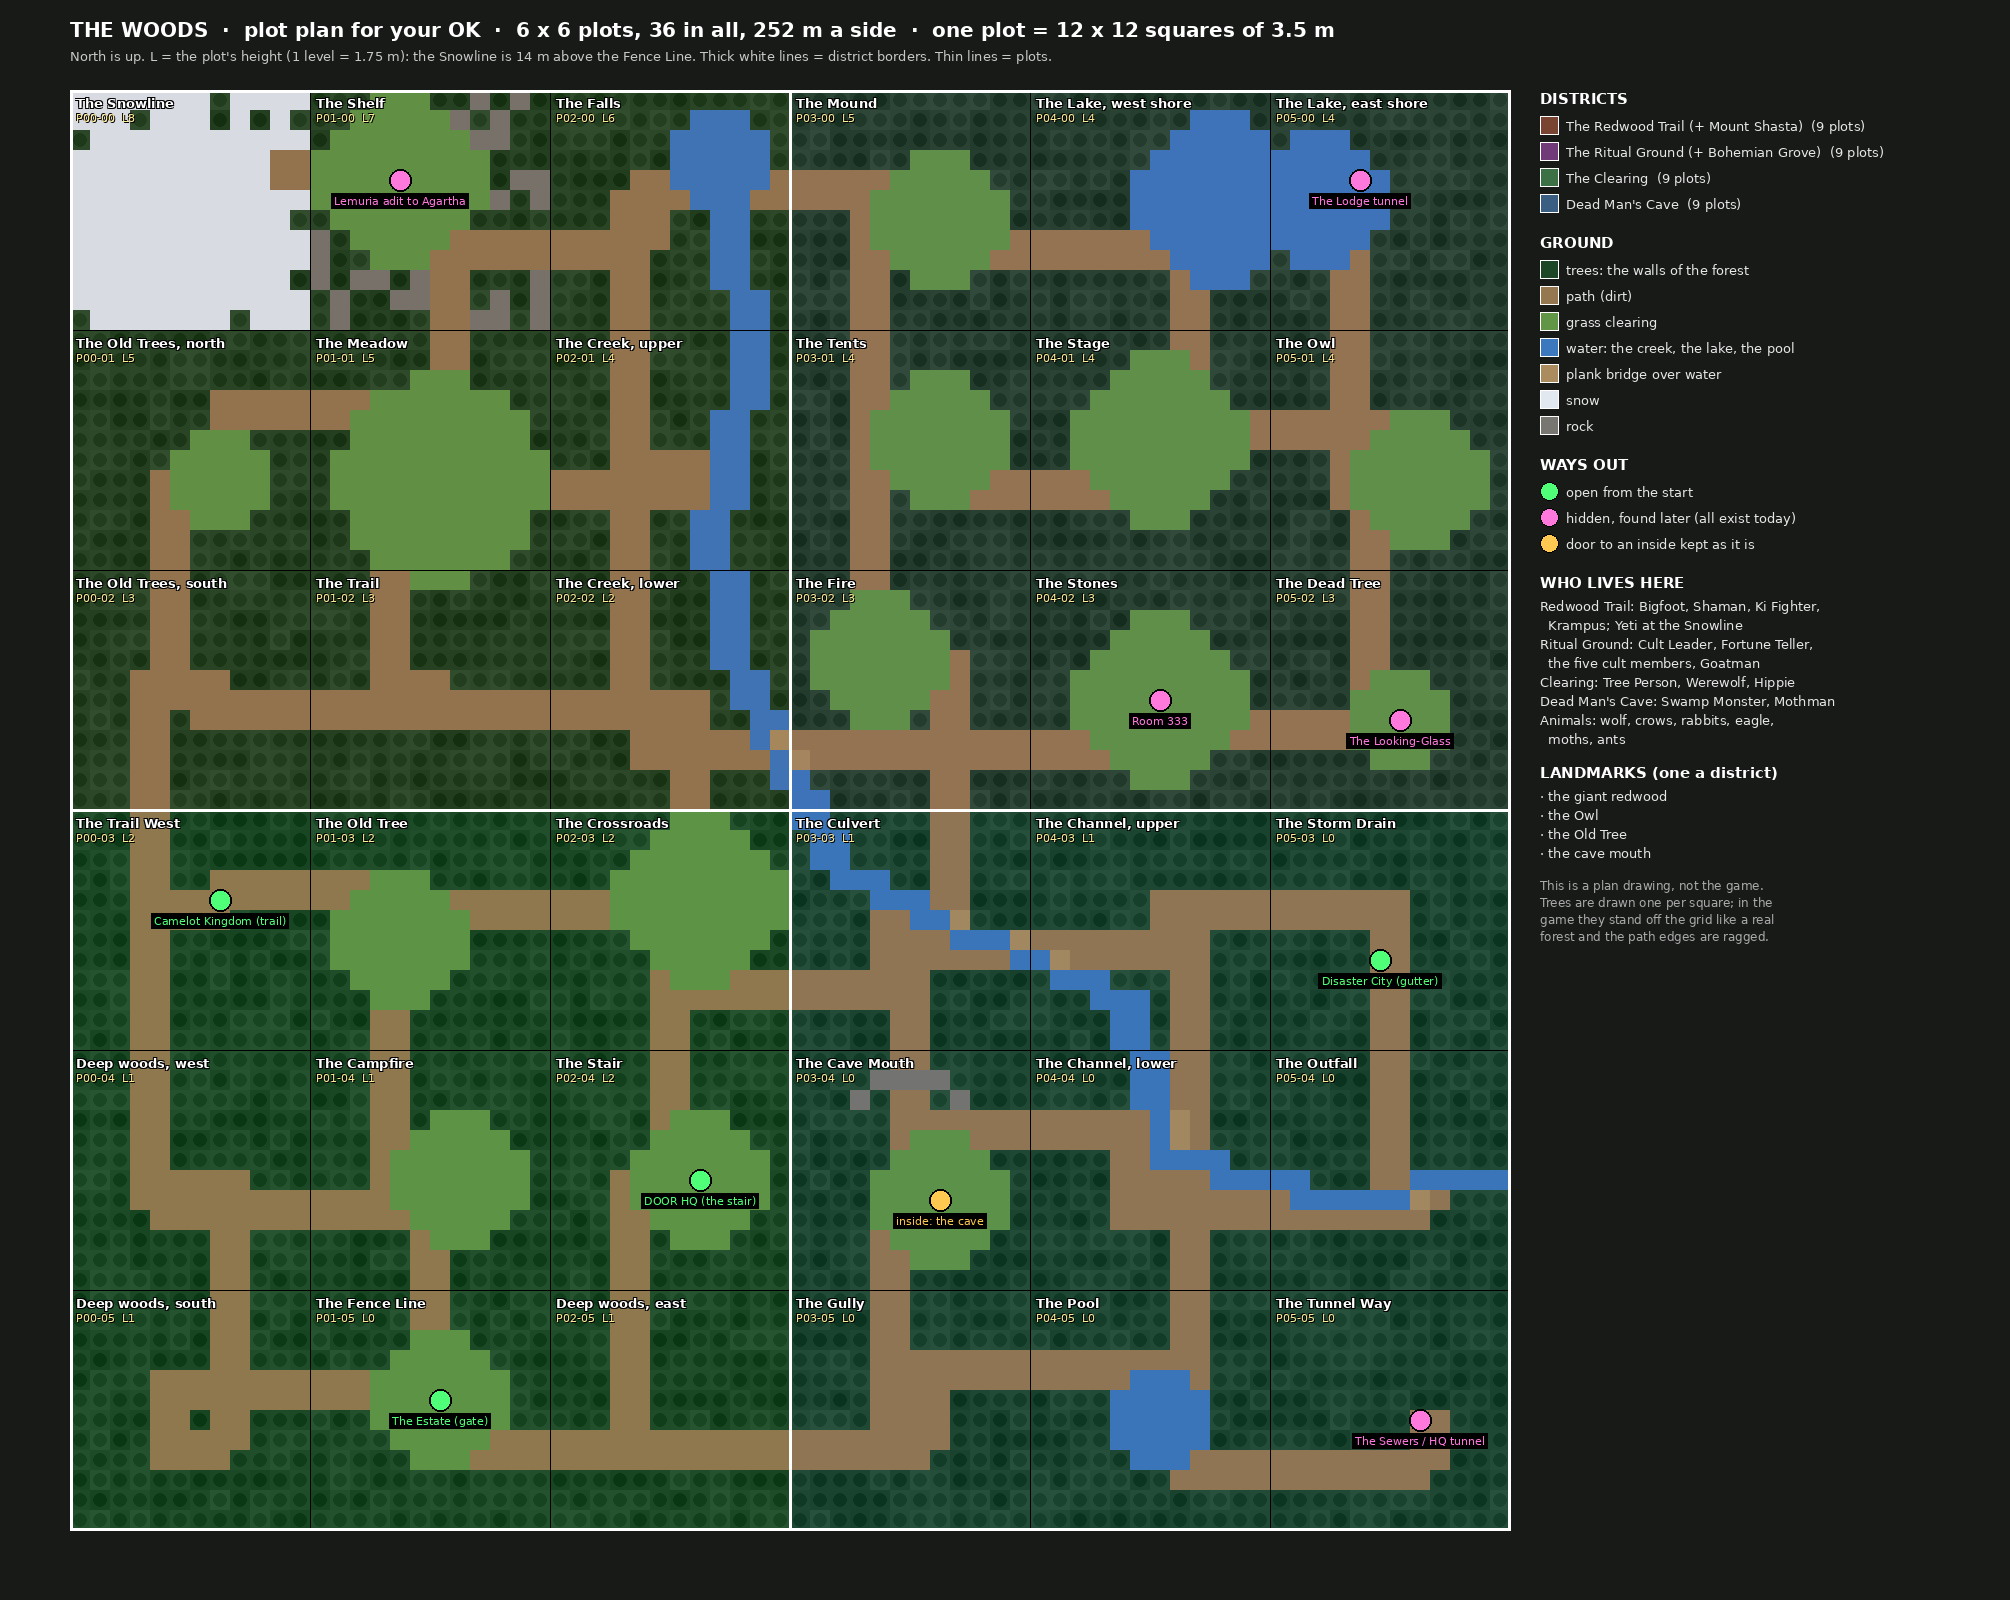 THE WOODS · plot plan for your OK · 6 x 6 plots, 36 in all, 252 m a side · one plot = 12 x 12 squares of 3.5 m
North is up. L = the plot's height (1 level = 1.75 m): the Snowline is 14 m above the Fence Line. Thick white lines = district borders. Thin lines = plots.
The Snowline
P00-00 L8
The Shelf
P01-00 L7
The Falls
P02-00 L6
The Mound
P03-00 L5
The Lake, west shore
P04-00 L4
The Lake, east shore
P05-00 L4
Lemuria adit to Agartha
The Lodge tunnel
The Old Trees, north
P00-01 L5
The Meadow
P01-01 L5
The Creek, upper
P02-01 L4
The Tents
P03-01 L4
The Stage
P04-01 L4
The Owl
P05-01 L4
The Old Trees, south
P00-02 L3
The Trail
P01-02 L3
The Creek, lower
P02-02 L2
The Fire
P03-02 L3
The Stones
P04-02 L3
The Dead Tree
P05-02 L3
Room 333
The Looking-Glass
The Trail West
P00-03 L2
The Old Tree
P01-03 L2
The Crossroads
P02-03 L2
The Culvert
P03-03 L1
The Channel, upper
P04-03 L1
The Storm Drain
P05-03 L0
Camelot Kingdom (trail)
Disaster City (gutter)
Deep woods, west
P00-04 L1
The Campfire
P01-04 L1
The Stair
P02-04 L2
The Cave Mouth
P03-04 L0
The Channel, lower
P04-04 L0
The Outfall
P05-04 L0
DOOR HQ (the stair)
inside: the cave
Deep woods, south
P00-05 L1
The Fence Line
P01-05 L0
Deep woods, east
P02-05 L1
The Gully
P03-05 L0
The Pool
P04-05 L0
The Tunnel Way
P05-05 L0
The Estate (gate)
The Sewers / HQ tunnel
DISTRICTS
The Redwood Trail (+ Mount Shasta) (9 plots)
The Ritual Ground (+ Bohemian Grove) (9 plots)
The Clearing (9 plots)
Dead Man's Cave (9 plots)
GROUND
trees: the walls of the forest
path (dirt)
grass clearing
water: the creek, the lake, the pool
plank bridge over water
snow
rock
WAYS OUT
open from the start
hidden, found later (all exist today)
door to an inside kept as it is
WHO LIVES HERE
Redwood Trail: Bigfoot, Shaman, Ki Fighter,
Krampus; Yeti at the Snowline
Ritual Ground: Cult Leader, Fortune Teller,
the five cult members, Goatman
Clearing: Tree Person, Werewolf, Hippie
Dead Man's Cave: Swamp Monster, Mothman
Animals: wolf, crows, rabbits, eagle,
moths, ants
LANDMARKS (one a district)
· the giant redwood
· the Owl
· the Old Tree
· the cave mouth
This is a plan drawing, not the game.
Trees are drawn one per square; in the
game they stand off the grid like a real
forest and the path edges are ragged.